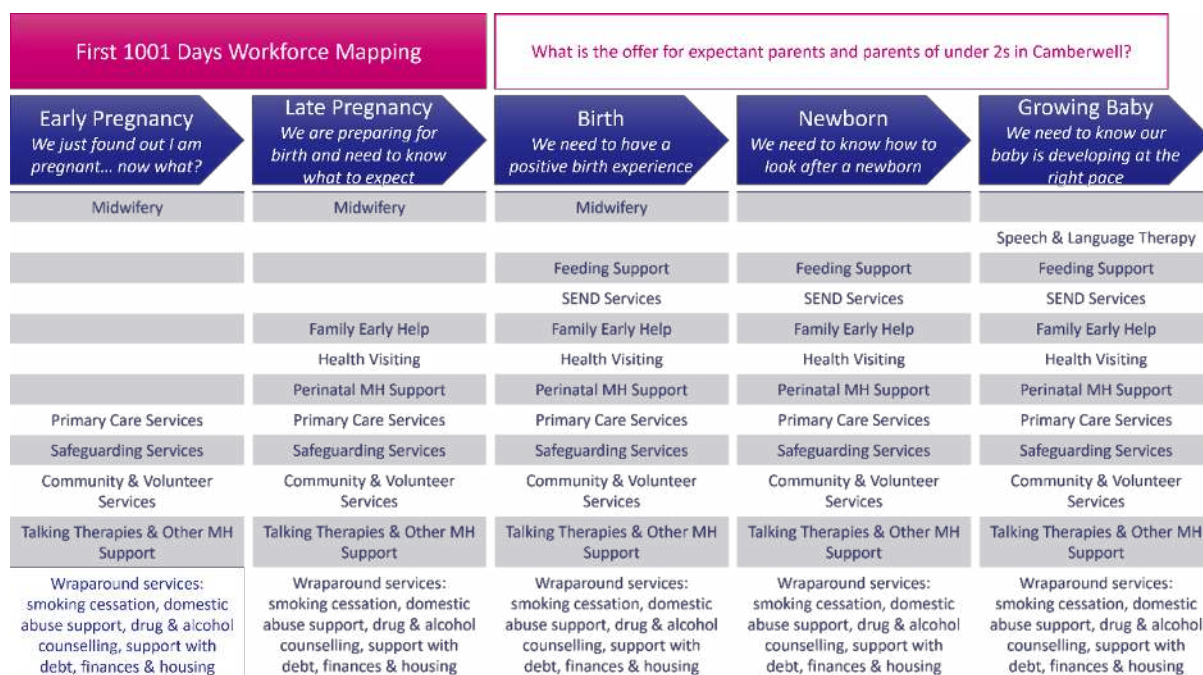 First 1001 Days Workforce Mapping
What is the offer for expectant parents and parents of under 2s in Camberwell?
Early Pregnancy
We just found out I am
pregnant... now what?
Late Pregnancy
We are preparing for
birth and need to know
what to expect
Birth
We need to have a
positive birth experience
Newborn
We need to know how to
look after a newborn
Growing Baby
We need to know our
baby is developing at the
right pace
Midwifery
Midwifery
Midwifery
Speech & Language Therapy
Feeding Support
Feeding Support
Feeding Support
SEND Services
SEND Services
SEND Services
Family Early Help
Family Early Help
Family Early Help
Family Early Help
Health Visiting
Health Visiting
Health Visiting
Health Visiting
Perinatal MH Support
Perinatal MH Support
Perinatal MH Support
Perinatal MH Support
Primary Care Services
Primary Care Services
Primary Care Services
Primary Care Services
Primary Care Services
Safeguarding Services
Safeguarding Services
Safeguarding Services
Safeguarding Services
Safeguarding Services
Community & Volunteer
Services
Community & Volunteer
Services
Community & Volunteer
Services
Community & Volunteer
Services
Community & Volunteer
Services
Talking Therapies & Other MH
Support
Talking Therapies & Other MH
Support
Talking Therapies & Other MH
Support
Talking Therapies & Other MH
Support
Talking Therapies & Other MH
Support
Wraparound services:
smoking cessation, domestic
abuse support, drug & alcohol
counselling, support with
debt, finances & housing
Wraparound services:
smoking cessation, domestic
abuse support, drug & alcohol
counselling, support with
debt, finances & housing
Wraparound services:
smoking cessation, domestic
abuse support, drug & alcohol
counselling, support with
debt, finances & housing
Wraparound services:
smoking cessation, domestic
abuse support, drug & alcohol
counselling, support with
debt, finances & housing
Wraparound services:
smoking cessation, domestic
abuse support, drug & alcohol
counselling, support with
debt, finances & housing